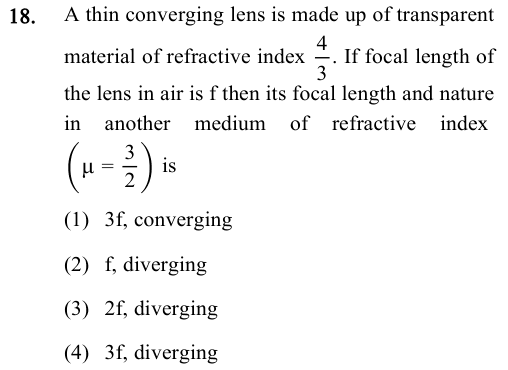 18. A thin converging lens is made up of transparent
material of refractive index 4/3. If focal length of
the lens in air is f then its focal length and nature
in another medium of refractive index
(μ = 3/2) is
(1) 3f, converging
(2) f, diverging
(3) 2f, diverging
(4) 3f, diverging